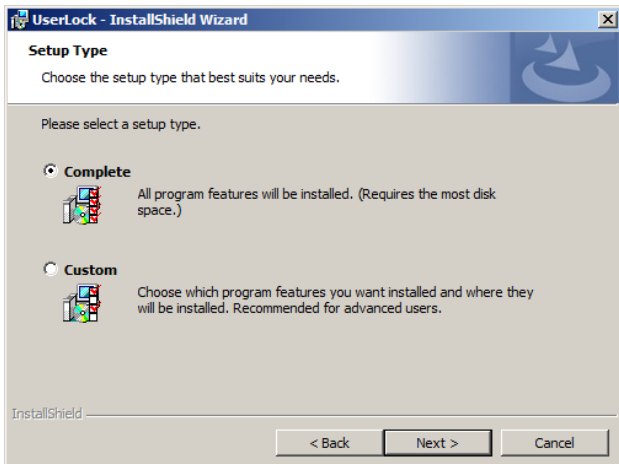 UserLock - InstallShield Wizard
Setup Type
Choose the setup type that best suits your needs.
Please select a setup type.
Complete
All program features will be installed. (Requires the most disk
space.)
Custom
Choose which program features you want installed and where they
will be installed. Recommended for advanced users.
InstallShield
< Back
Next >
Cancel